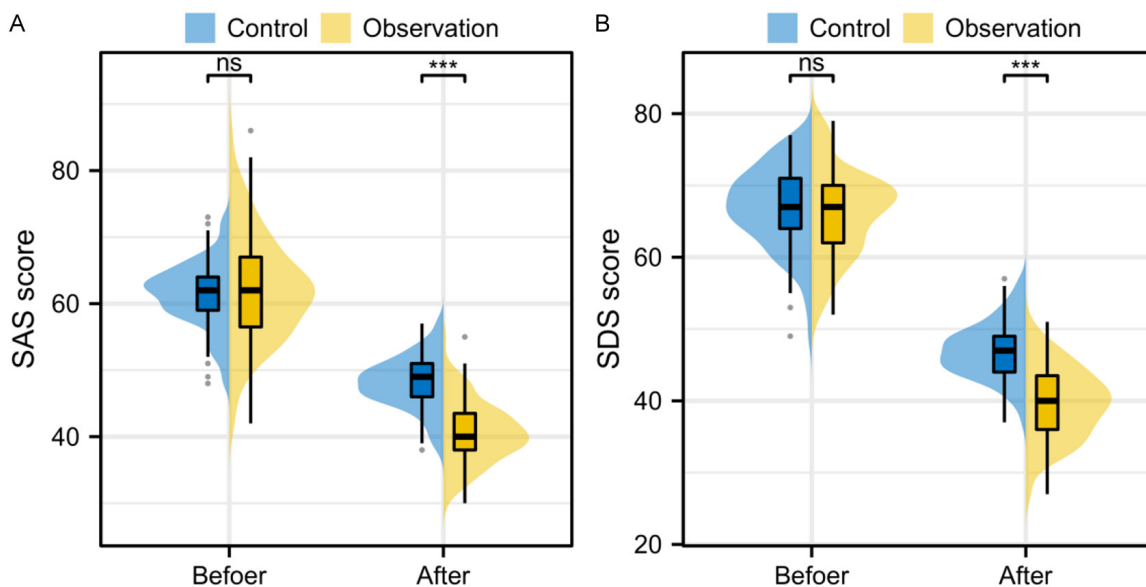 A
Control Observation
ns
***
SAS score
80
60
40
Befoer After
B
Control Observation
ns
***
SDS score
80
60
40
20
Befoer After